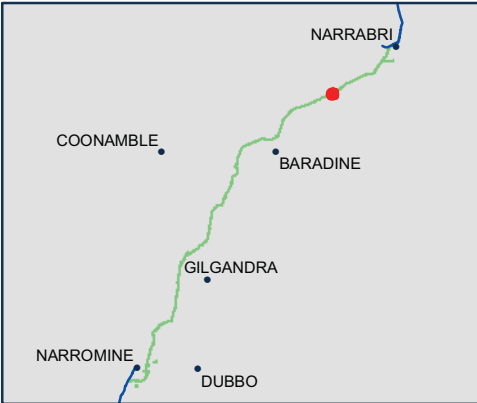 NARRABRI
COONAMBLE
BARADINE
GILGANDRA
NARROMINE
DUBBO